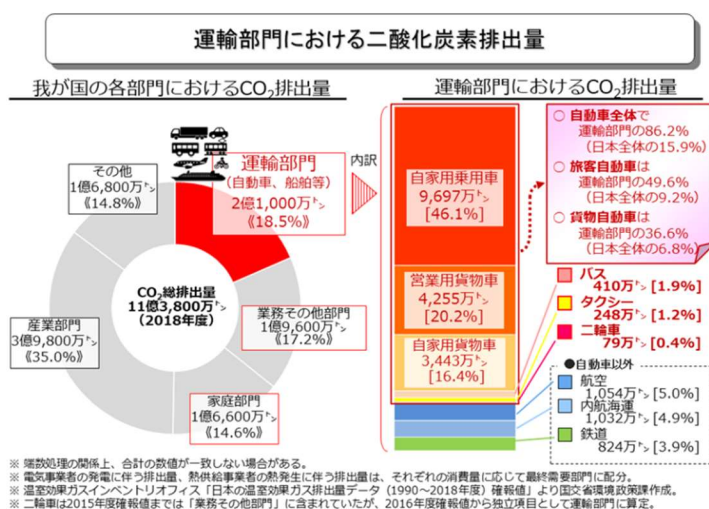 運輸部門における二酸化炭素排出量
我が国の各部門におけるCO₂排出量
その他
1億6,800万㌧
《14.8%》
運輸部門
（自動車、船舶等）
2億1,000万㌧
《18.5%》
CO₂総排出量
11億3,800万㌧
（2018年度）
産業部門
3億9,800万㌧
《35.0%》
業務その他部門
1億9,600万㌧
《17.2%》
家庭部門
1億6,600万㌧
《14.6%》
内訳
運輸部門におけるCO₂排出量
自家用乗用車
9,697万㌧
[46.1%]
営業用貨物車
4,255万㌧
[20.2%]
自家用貨物車
3,443万㌧
[16.4%]
○ 自動車全体で
運輸部門の86.2%
（日本全体の15.9%）
○ 旅客自動車は
運輸部門の49.6%
（日本全体の9.2%）
○ 貨物自動車は
運輸部門の36.6%
（日本全体の6.8%）
バス
410万㌧ [1.9%]
タクシー
248万㌧ [1.2%]
二輪車
79万㌧ [0.4%]
●自動車以外
航空
1,054万㌧ [5.0%]
内航海運
1,032万㌧ [4.9%]
鉄道
824万㌧ [3.9%]
※ 端数処理の関係上、合計の数値が一致しない場合がある。
※ 電気事業者の発電に伴う排出量、熱供給事業者の熱発生に伴う排出量は、それぞれの消費量に応じて最終需要部門に配分。
※ 温室効果ガスインベントリオフィス「日本の温室効果ガス排出量データ（1990～2018年度）確報値」より国交省環境政策課作成。
※ 二輪車は2015年度確報値までは「業務その他部門」に含まれていたが、2016年度確報値から独立項目として運輸部門に算定。